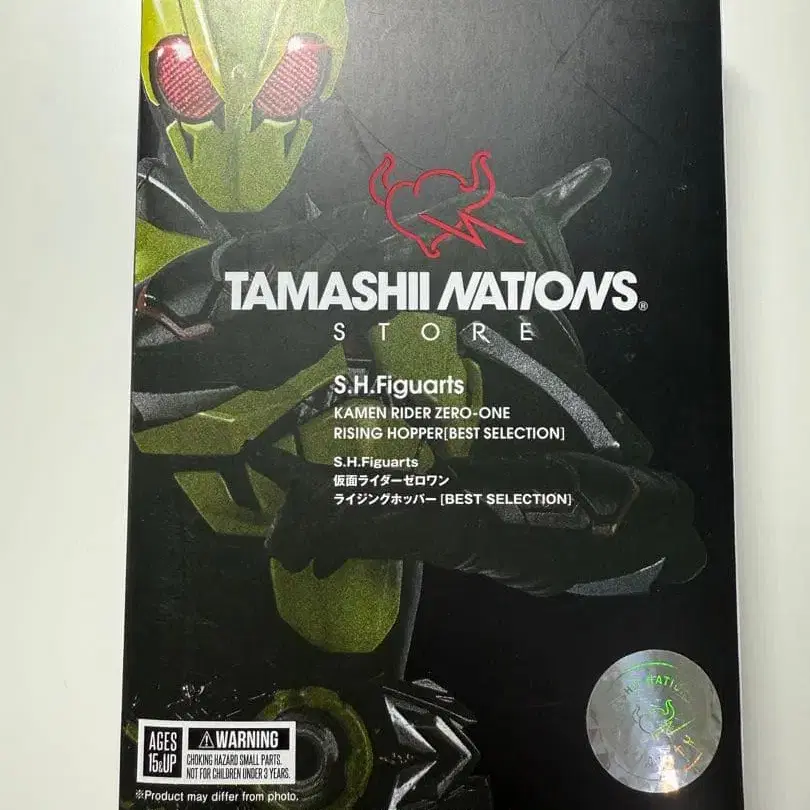 TAMASHII NATIONS®
STORE
S.H.Figuarts
KAMEN RIDER ZERO-ONE
RISING HOPPER[BEST SELECTION]
S.H.Figuarts
仮面ライダーゼロワン
ライジングホッパー [BEST SELECTION]
AGES
15&UP
WARNING
CHOKING HAZARD SMALL PARTS.
NOT FOR CHILDREN UNDER 3 YEARS.
※Product may differ from photo.